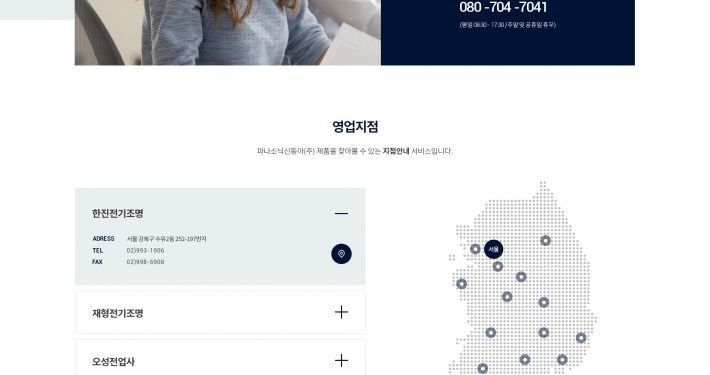 080 -704 -7041
(평일 08:30 - 17:30 /주말 및 공휴일 휴무)
영업지점
파나소닉신동아(주) 제품을 찾아볼 수 있는 지점안내 서비스입니다.
한진전기조명
ADRESS 서울 강북구 수유2동 252-197번지
TEL 02)993-1906
FAX 02)998-6908
서울
재형전기조명
오성전업사